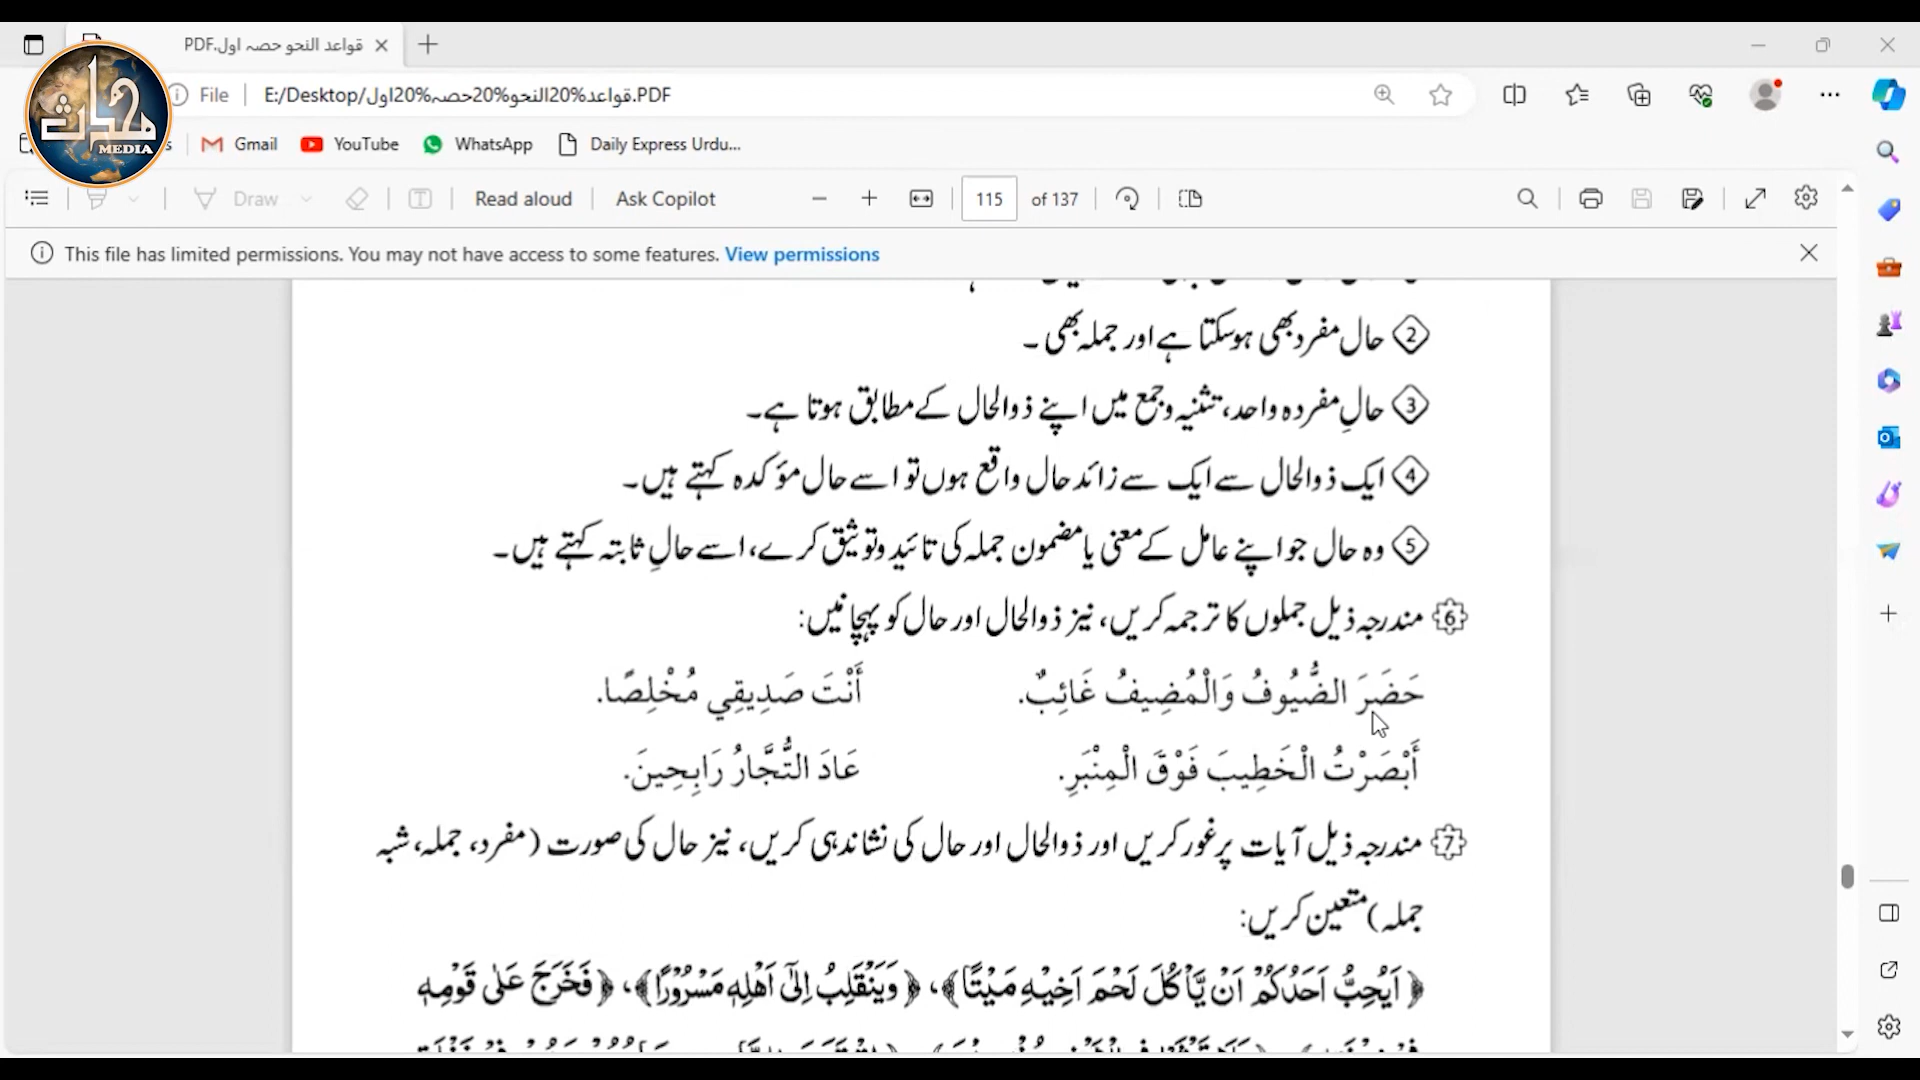 قواعد النحو حصہ اول.PDF
File
E:/Desktop/قواعد%20النحو%20حصہ%20اول.PDF
ھدٰث
MEDIA
s
Gmail
YouTube
WhatsApp
Daily Express Urdu...
Draw
Read aloud
Ask Copilot
115
of 137
This file has limited permissions. You may not have access to some features. View permissions
2 حال مفرد بھی ہوسکتا ہے اور جملہ بھی ۔
3 حالِ مفردہ واحد، تثنیہ و جمع میں اپنے ذوالحال کے مطابق ہوتا ہے۔
4 ایک ذوالحال سے ایک سے زائد حال واقع ہوں تو اسے حال مؤکدہ کہتے ہیں۔
5 وہ حال جو اپنے عامل کے معنی یا مضمون جملہ کی تائید و توثیق کرے، اسے حالِ ثابتہ کہتے ہیں۔
6 مندرجہ ذیل جملوں کا ترجمہ کریں، نیز ذوالحال اور حال کو پہچانیں:
حَضَرَ الضُّيُوفُ وَالْمُضِيفُ غَائِبٌ. أَنْتَ صَدِيقِي مُخْلِصًا.
أَبْصَرْتُ الْخَطِيبَ فَوْقَ الْمِنْبَرِ. عَادَ التُّجَّارُ رَابِحِينَ.
7 مندرجہ ذیل آیات پر غور کریں اور ذوالحال اور حال کی نشاندہی کریں، نیز حال کی صورت (مفرد، جملہ، شبہ
جملہ) متعین کریں:
﴿اَيُحِبُّ اَحَدُكُمْ اَنْ يَّاْكُلَ لَحْمَ اَخِيْهِ مَيْتًا﴾، ﴿وَيَنْقَلِبُ اِلٰٓى اَهْلِهٖ مَسْرُوْرًا﴾، ﴿فَخَرَجَ عَلٰى قَوْمِهٖ